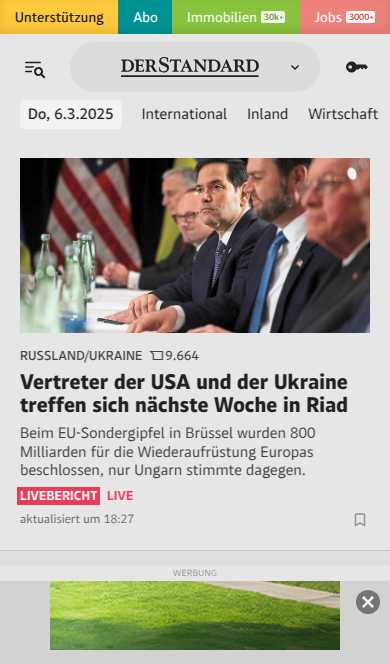 Unterstützung Abo Immobilien 30k+ Jobs 3000+
DERSTANDARD
Do, 6.3.2025 International Inland Wirtschaft
RUSSLAND/UKRAINE 9.664
Vertreter der USA und der Ukraine
treffen sich nächste Woche in Riad
Beim EU-Sondergipfel in Brüssel wurden 800
Milliarden für die Wiederaufrüstung Europas
beschlossen, nur Ungarn stimmte dagegen.
LIVEBERICHT LIVE
aktualisiert um 18:27
WERBUNG